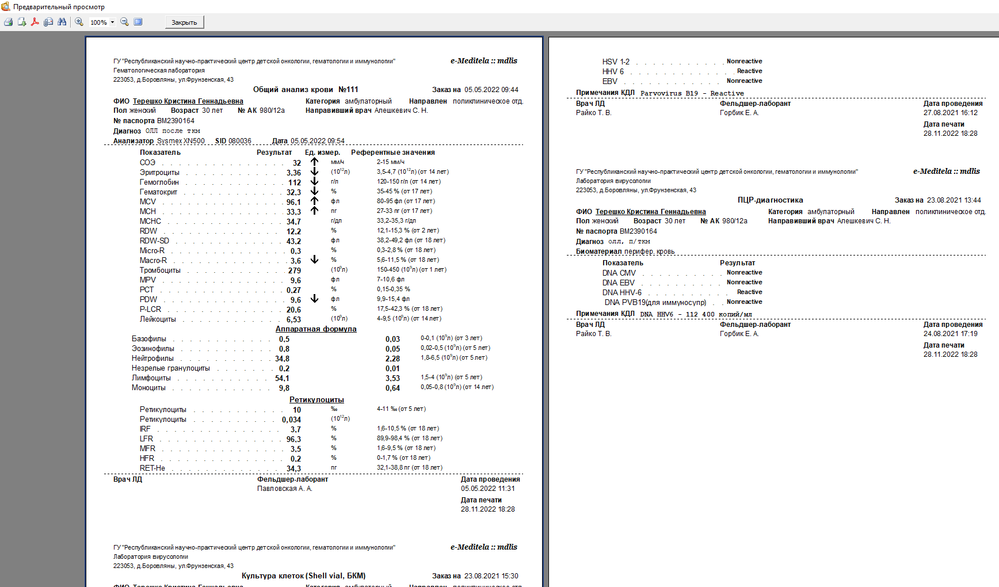 Предварительный просмотр
100%
Закрыть
ГУ "Республиканский научно-практический центр детской онкологии, гематологии и иммунологии" e-Meditela :: mdlis
Гематологическая лаборатория
223053, д.Боровляны, ул.Фрунзенская, 43
Общий анализ крови №111 Заказ на 05.05.2022 09:44
ФИО Терешко Кристина Геннадьевна Категория амбулаторный Направлен поликлиническое отд.
Пол женский Возраст 30 лет № АК 980/12а Направивший врач Алешкевич С. Н.
№ паспорта ВМ2390164
Диагноз ОЛЛ после ткм
Анализатор Sysmex XN500 SID 080036 Дата 05.05.2022 09:54
Показатель Результат Ед. измер. Референтные значения
СОЭ 32 ↑ мм/ч 2-15 мм/ч
Эритроциты 3,36 ↓ (10¹²л) 3,5-4,7 (10¹²л) (от 14 лет)
Гемоглобин 112 ↓ г/л 120-150 г/л (от 14 лет)
Гематокрит 32,3 ↓ % 35-45 % (от 17 лет)
MCV 96,1 ↑ фл 80-95 фл (от 17 лет)
MCH 33,3 ↑ пг 27-33 пг (от 17 лет)
MCHC 34,7 г/дл 33,2-35,3 г/дл
RDW 12,2 % 12,1-15,3 % (от 2 лет)
RDW-SD 43,2 фл 38,2-49,2 фл (от 18 лет)
Micro-R 0,3 % 0,3-2,8 % (от 18 лет)
Macro-R 3,6 ↓ % 5,6-11,5 % (от 18 лет)
Тромбоциты 279 (10⁹л) 150-450 (10⁹л) (от 1 лет)
MPV 9,6 фл 7-10,6 фл
PCT 0,27 % 0,15-0,35 %
PDW 9,6 ↓ фл 9,9-15,4 фл
P-LCR 20,6 % 17,5-42,3 % (от 18 лет)
Лейкоциты 6,53 (10⁹л) 4-9,5 (10⁹л) (от 14 лет)
Аппаратная формула
Базофилы 0,5 0,03 0-0,1 (10⁹л) (от 3 лет)
Эозинофилы 0,8 0,05 0,02-0,5 (10⁹л) (от 5 лет)
Нейтрофилы 34,8 2,28 1,8-6,5 (10⁹л) (от 5 лет)
Незрелые гранулоциты 0,2 0,01
Лимфоциты 54,1 3,53 1,5-4 (10⁹л) (от 5 лет)
Моноциты 9,8 0,64 0,05-0,8 (10⁹л) (от 14 лет)
Ретикулоциты
Ретикулоциты 10 ‰ 4-11 ‰ (от 5 лет)
Ретикулоциты 0,034 (10¹²л)
IRF 3,7 % 1,6-10,5 % (от 18 лет)
LFR 96,3 % 89,9-98,4 % (от 18 лет)
MFR 3,5 % 1,6-9,5 % (от 18 лет)
HFR 0,2 % 0-1,7 % (от 18 лет)
RET-He 34,3 пг 32,1-38,8 пг (от 18 лет)
Врач ЛД Фельдшер-лаборант Дата проведения
Павловская А. А. 05.05.2022 11:31
Дата печати
28.11.2022 18:28
ГУ "Республиканский научно-практический центр детской онкологии, гематологии и иммунологии" e-Meditela :: mdlis
Лаборатория вирусологии
223053, д.Боровляны, ул.Фрунзенская, 43
Культура клеток (Shell vial, БКМ) Заказ на 23.08.2021 15:30
ФИО Терешко Кристина Геннадьевна Категория амбулаторный Направлен поликлиническое отд.
HSV 1-2 Nonreactive
HHV 6 Reactive
EBV Nonreactive
Примечания КДЛ Parvovirus B19 - Reactive
Врач ЛД Фельдшер-лаборант Дата проведения
Райко Т. В. Горбик Е. А. 27.08.2021 16:12
Дата печати
28.11.2022 18:28
ГУ "Республиканский научно-практический центр детской онкологии, гематологии и иммунологии" e-Meditela :: mdlis
Лаборатория вирусологии
223053, д.Боровляны, ул.Фрунзенская, 43
ПЦР-диагностика Заказ на 23.08.2021 13:44
ФИО Терешко Кристина Геннадьевна Категория амбулаторный Направлен поликлиническое отд.
Пол женский Возраст 30 лет № АК 980/12а Направивший врач Алешкевич С. Н.
№ паспорта ВМ2390164
Диагноз олл, п/ткм
Биоматериал перифер. кровь
Показатель Результат
DNA CMV Nonreactive
DNA EBV Nonreactive
DNA HHV-6 Reactive
DNA PVB19(для иммуносупр) Nonreactive
Примечания КДЛ DNA HHV6 - 112 400 копий/мл
Врач ЛД Фельдшер-лаборант Дата проведения
Райко Т. В. Горбик Е. А. 24.08.2021 17:19
Дата печати
28.11.2022 18:28